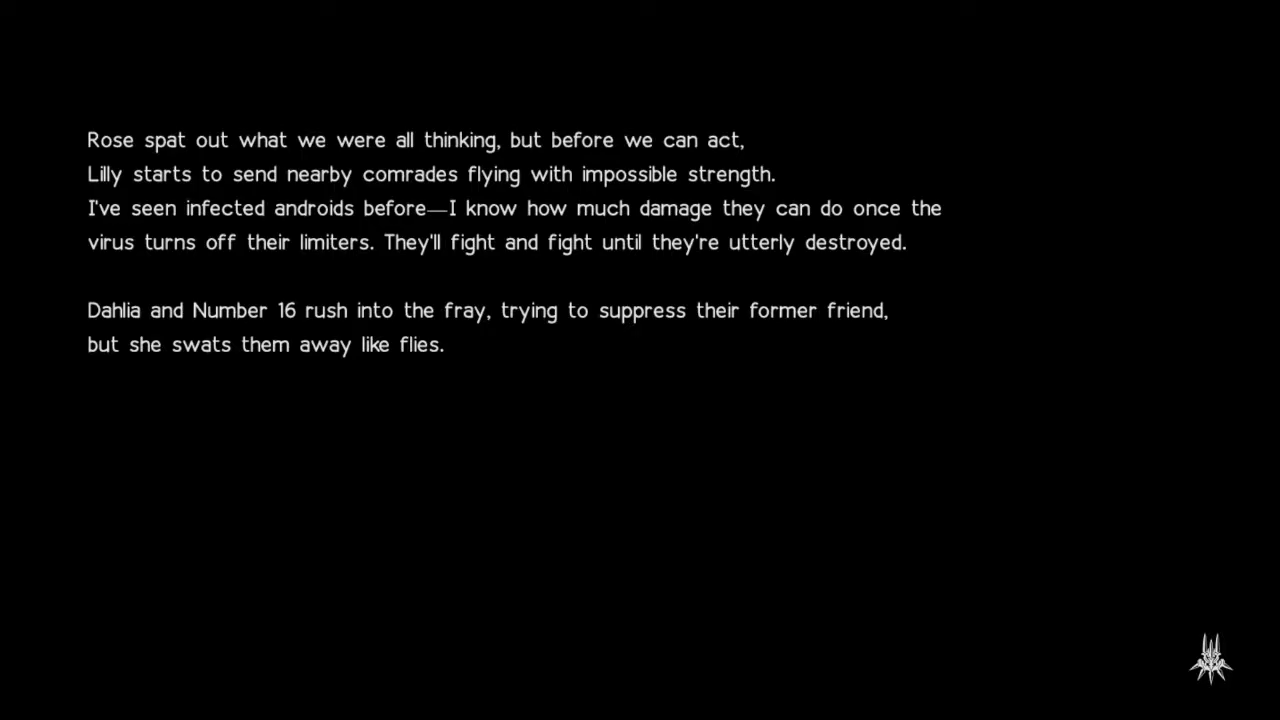 Rose spat out what we were all thinking, but before we can act,
Lilly starts to send nearby comrades flying with impossible strength.
I've seen infected androids before—I know how much damage they can do once the
virus turns off their limiters. They'll fight and fight until they're utterly destroyed.
Dahlia and Number 16 rush into the fray, trying to suppress their former friend,
but she swats them away like flies.